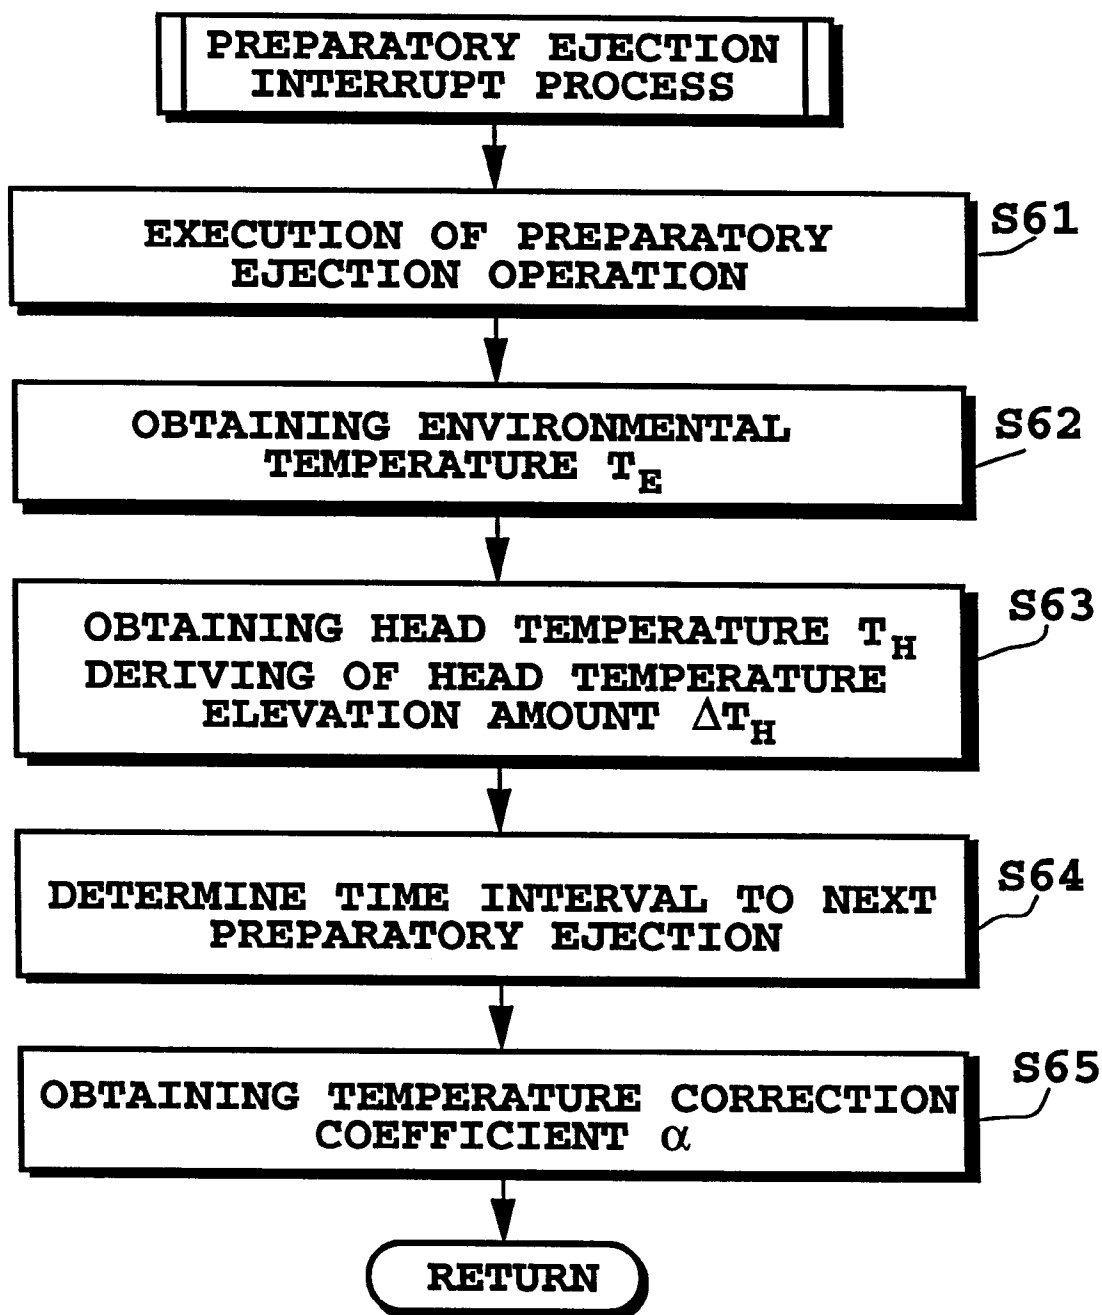 PREPARATORY EJECTION
INTERRUPT PROCESS
S61
EXECUTION OF PREPARATORY
EJECTION OPERATION
S62
OBTAINING ENVIRONMENTAL
TEMPERATURE T_E
S63
OBTAINING HEAD TEMPERATURE T_H
DERIVING OF HEAD TEMPERATURE
ELEVATION AMOUNT ΔT_H
S64
DETERMINE TIME INTERVAL TO NEXT
PREPARATORY EJECTION
S65
OBTAINING TEMPERATURE CORRECTION
COEFFICIENT α
RETURN